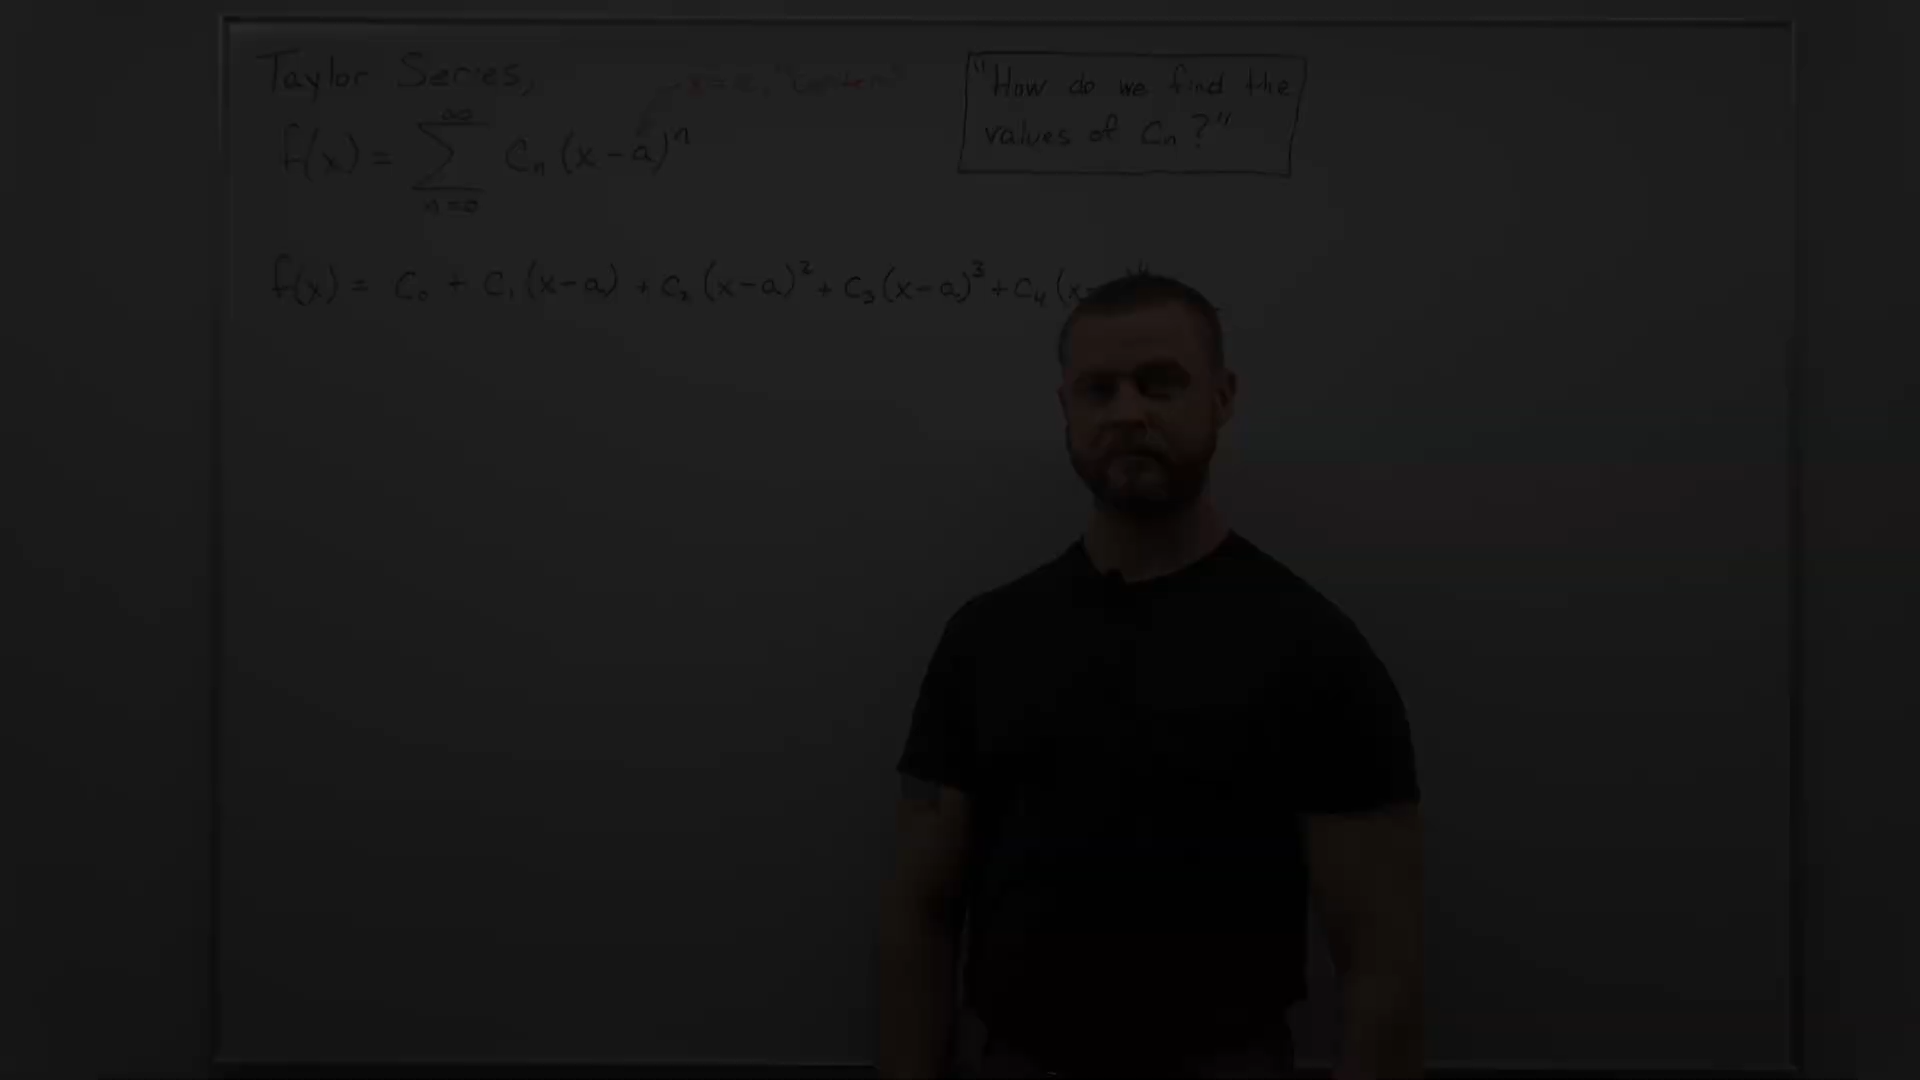 Taylor Series,
x=a, "center"
f(x) = ∞ Σ n=0 Cₙ (x-a)ⁿ
"How do we find the
values of Cₙ?"
f(x) = C₀ + C₁(x-a) + C₂(x-a)² + C₃(x-a)³ + C₄(x-